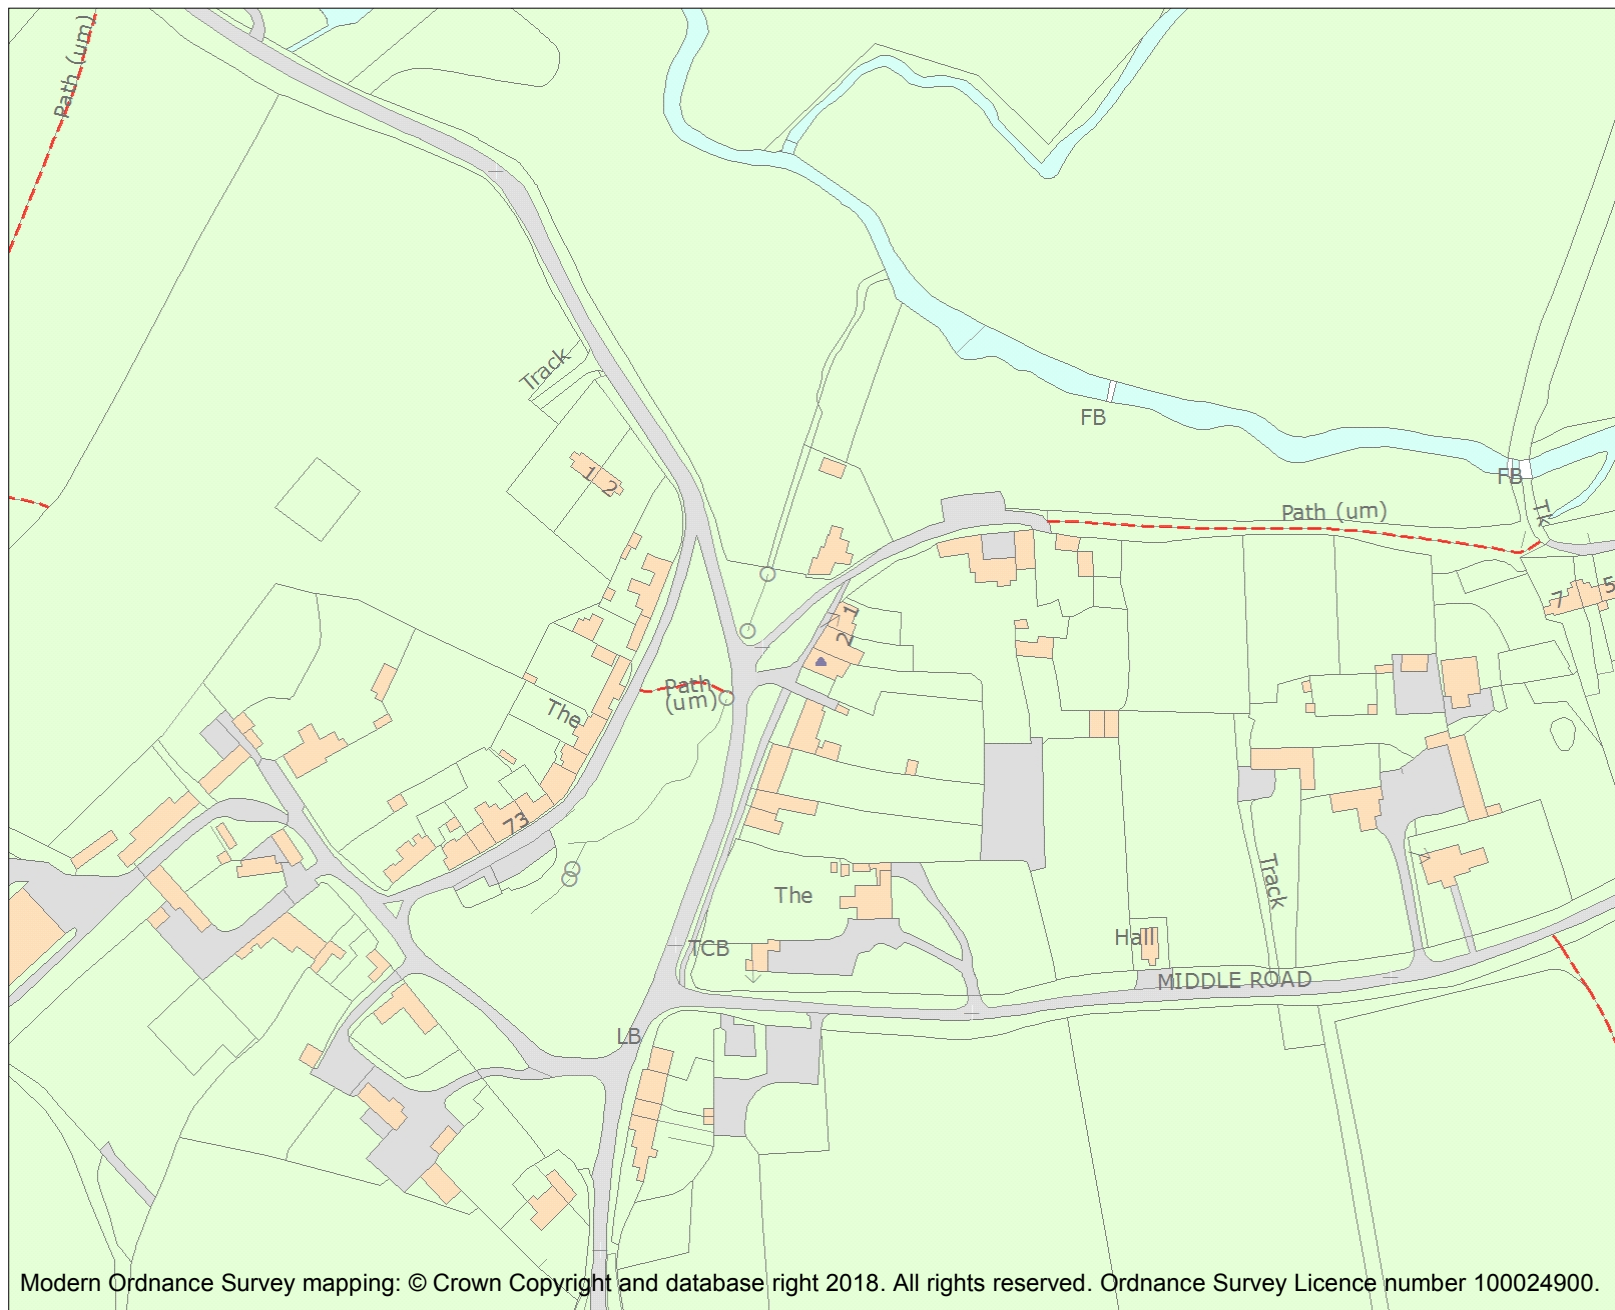 Path (um)
Track
FB
FB
Path (um)
Tk
1
2
1
2
7
5
Path
(um)
The
73
The
Track
Hall
TCB
MIDDLE ROAD
LB
Modern Ordnance Survey mapping: © Crown Copyright and database right 2018. All rights reserved. Ordnance Survey Licence number 100024900.